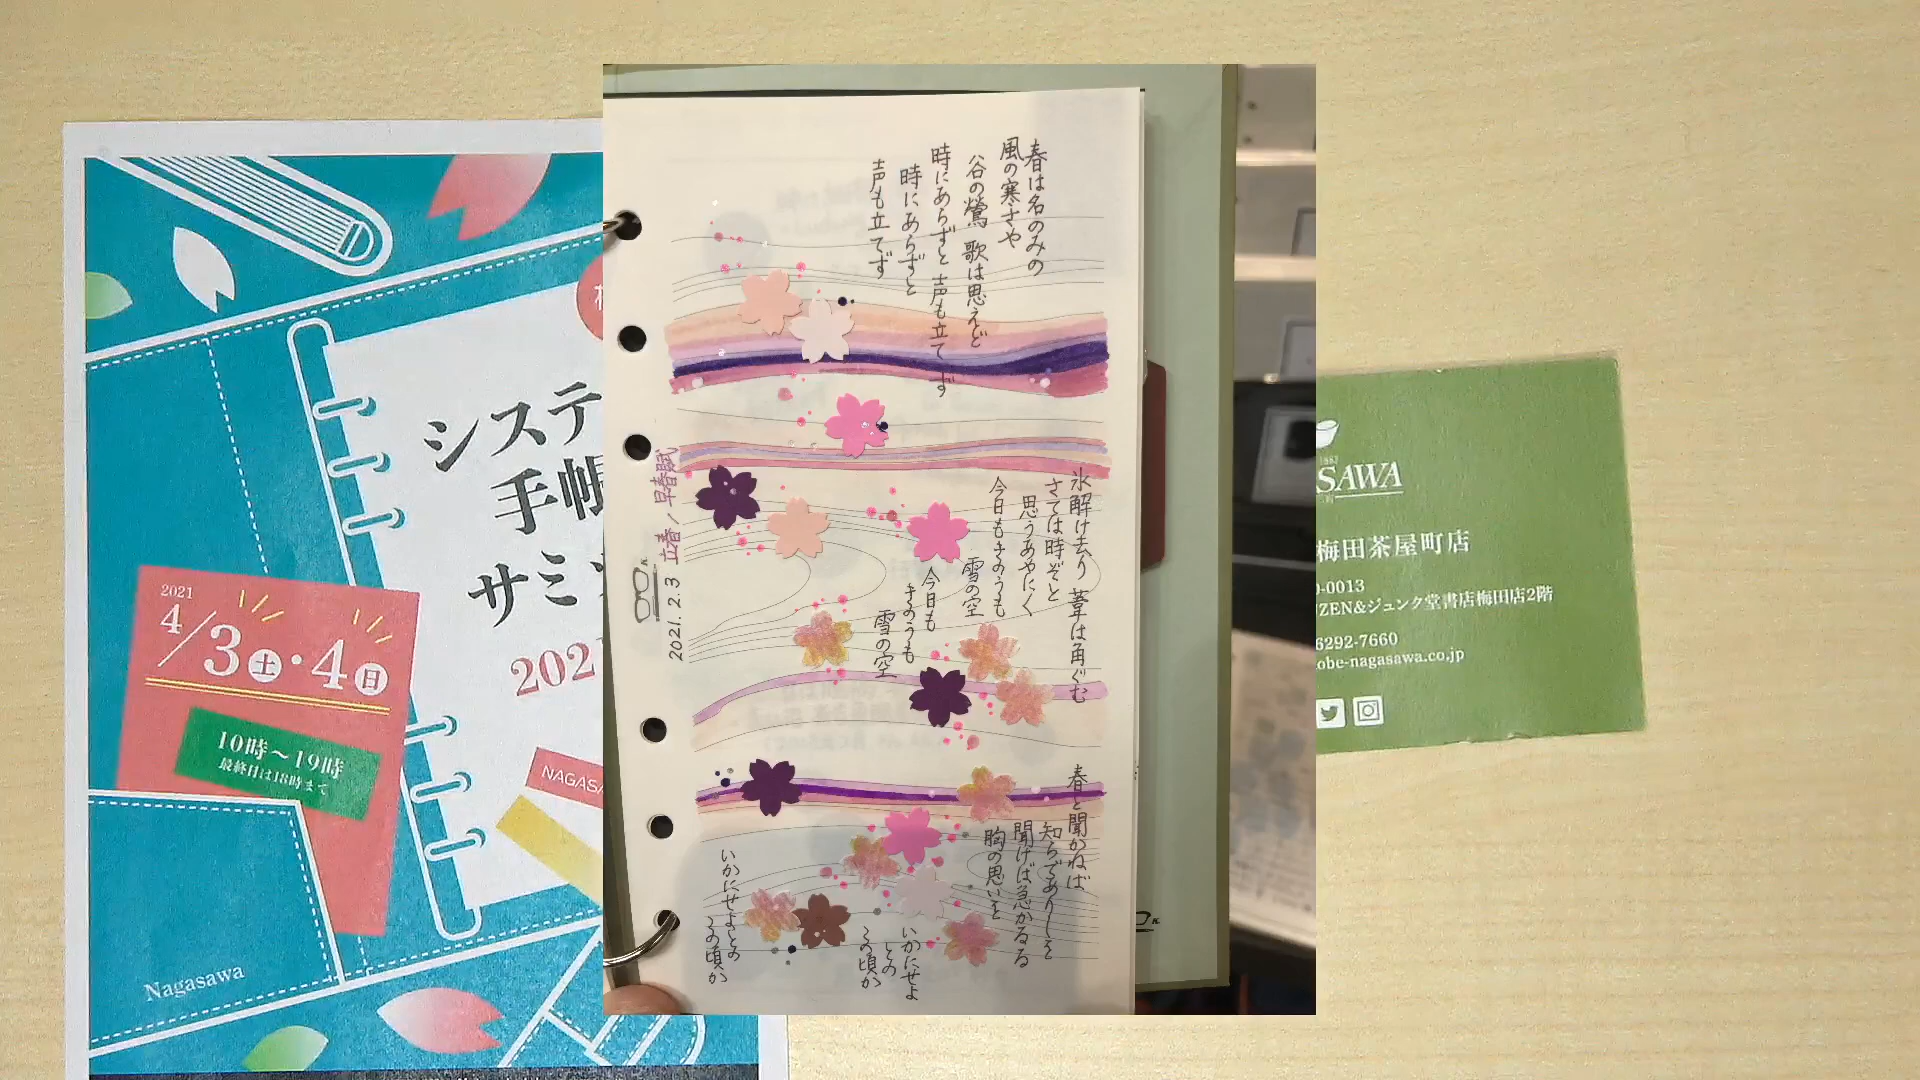 システ
手帳
サミ
2021
2021
4/3土・4日
10時〜19時
最終日は18時まで
NAGASA
Nagasawa
春は名のみの
風の寒さや
谷の鶯 歌は思えど
時にあらずと 声も立てず
時にあらずと
声も立てず
氷解け去り 葦は角ぐむ
さては時ぞと
思うあやにく
今日もきのうも
雪の空
今日も
きのうも
雪の空
春と聞かねば
知らでありしを
聞けば急かるる
胸の思いを
いかにせよ
との
この頃か
いかにせよとの
この頃か
2021.2.3 立春/早春賦
SAWA
梅田茶屋町店
0-0013
ZEN&ジュンク堂書店梅田店2階
6292-7660
obe-nagasawa.co.jp